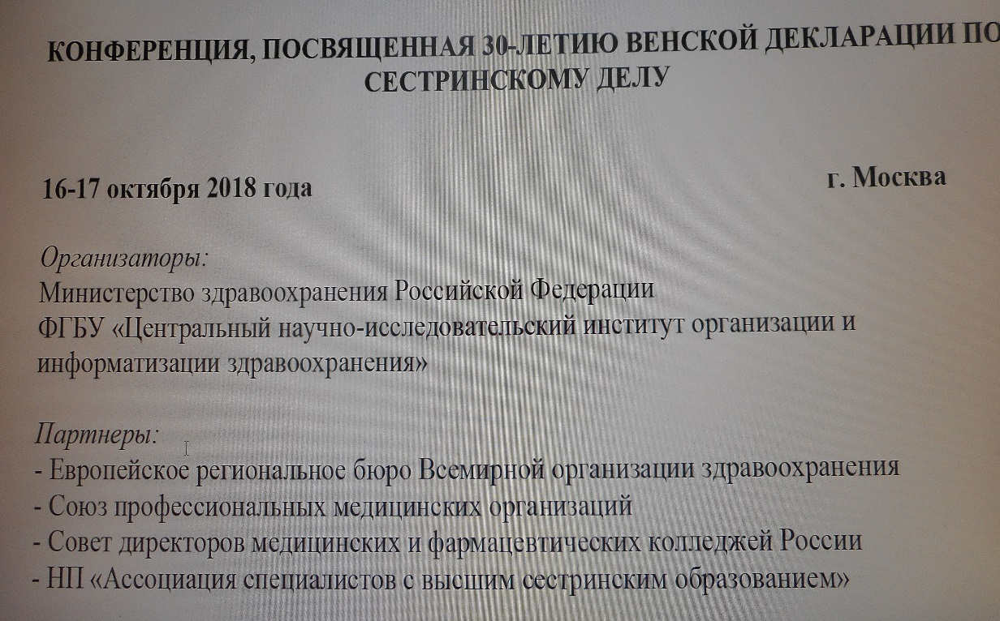 КОНФЕРЕНЦИЯ, ПОСВЯЩЕННАЯ 30-ЛЕТИЮ ВЕНСКОЙ ДЕКЛАРАЦИИ ПО
СЕСТРИНСКОМУ ДЕЛУ
16-17 октября 2018 года г. Москва
Организаторы:
Министерство здравоохранения Российской Федерации
ФГБУ «Центральный научно-исследовательский институт организации и
информатизации здравоохранения»
Партнеры:
- Европейское региональное бюро Всемирной организации здравоохранения
- Союз профессиональных медицинских организаций
- Совет директоров медицинских и фармацевтических колледжей России
- НП «Ассоциация специалистов с высшим сестринским образованием»